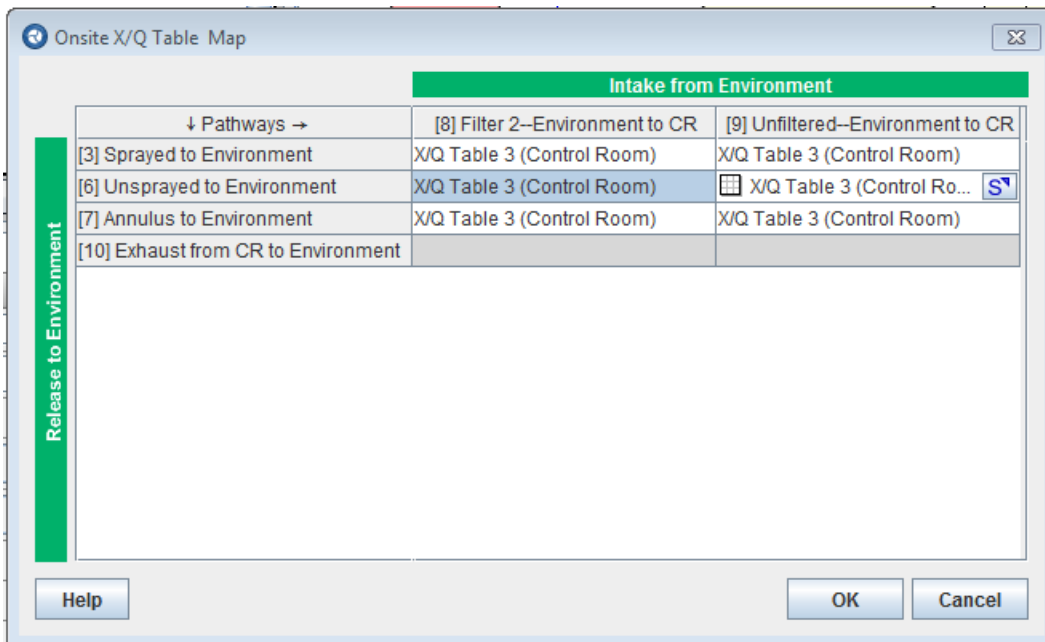 Onsite X/Q Table Map
Intake from Environment
↓ Pathways → [8] Filter 2--Environment to CR [9] Unfiltered--Environment to CR
[3] Sprayed to Environment X/Q Table 3 (Control Room) X/Q Table 3 (Control Room)
[6] Unsprayed to Environment X/Q Table 3 (Control Room) X/Q Table 3 (Control Ro... S
[7] Annulus to Environment X/Q Table 3 (Control Room) X/Q Table 3 (Control Room)
[10] Exhaust from CR to Environment
Release to Environment
Help OK Cancel